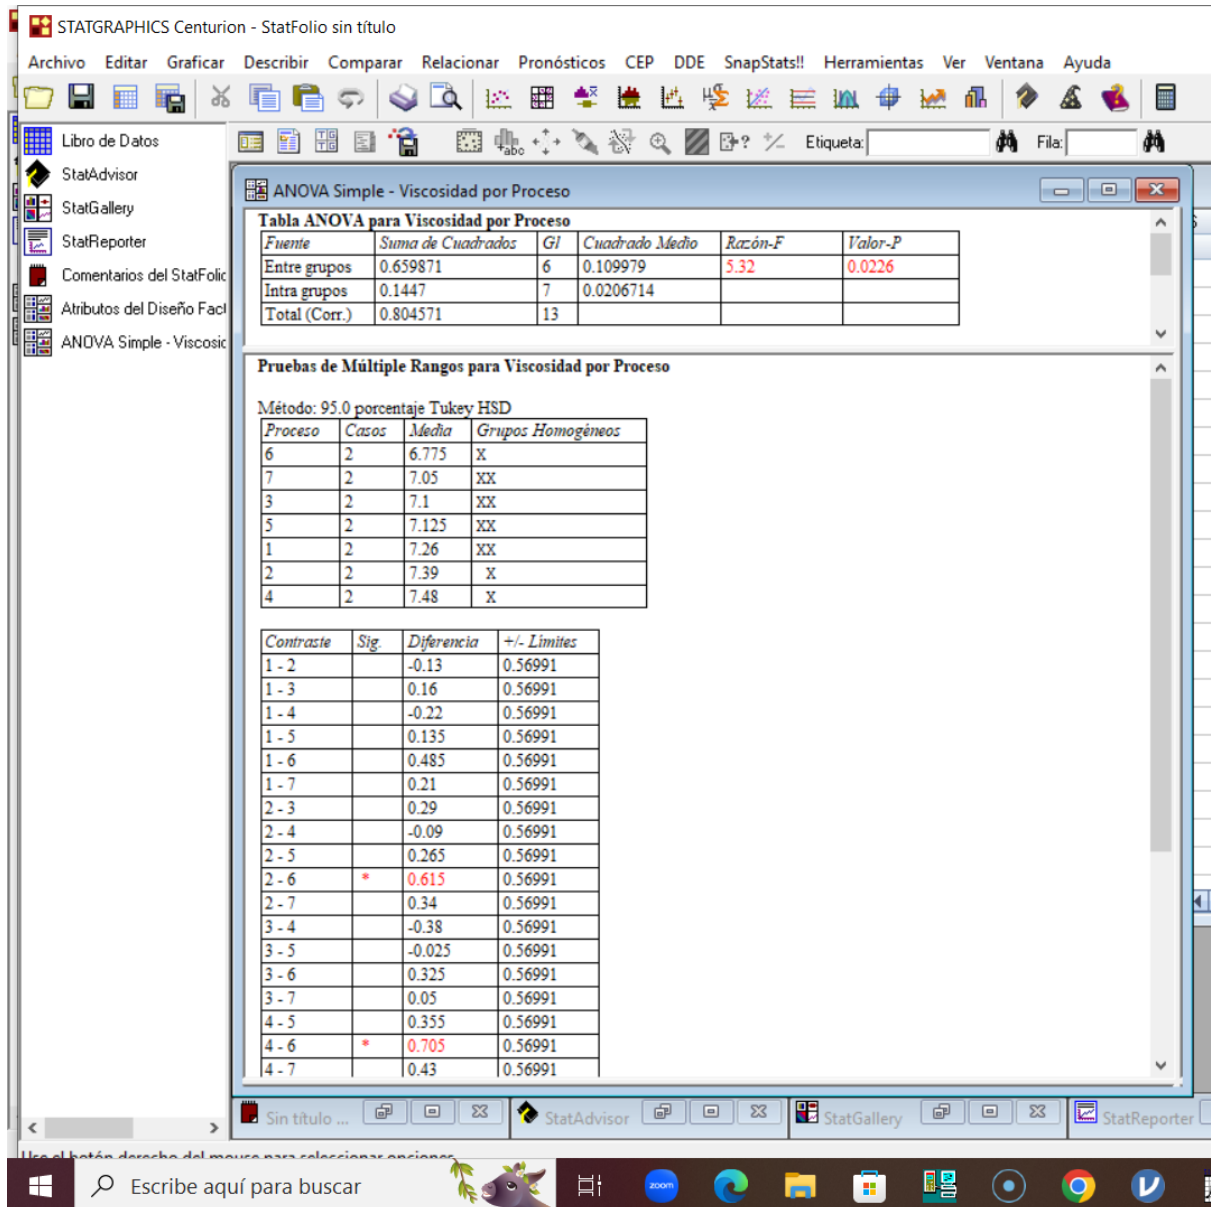 STATGRAPHICS Centurion - StatFolio sin título
Archivo Editar Graficar Describir Comparar Relacionar Pronósticos CEP DDE SnapStats!! Herramientas Ver Ventana Ayuda
Etiqueta: Fila:
Libro de Datos
StatAdvisor
StatGallery
StatReporter
Comentarios del StatFolio
Atributos del Diseño Fact
ANOVA Simple - Viscosic
ANOVA Simple - Viscosidad por Proceso
Tabla ANOVA para Viscosidad por Proceso
Fuente Suma de Cuadrados Gl Cuadrado Medio Razón-F Valor-P
Entre grupos 0.659871 6 0.109979 5.32 0.0226
Intra grupos 0.1447 7 0.0206714
Total (Corr.) 0.804571 13
Pruebas de Múltiple Rangos para Viscosidad por Proceso
Método: 95.0 porcentaje Tukey HSD
Proceso Casos Media Grupos Homogéneos
6 2 6.775 X
7 2 7.05 XX
3 2 7.1 XX
5 2 7.125 XX
1 2 7.26 XX
2 2 7.39 X
4 2 7.48 X
Contraste Sig. Diferencia +/- Límites
1 - 2 -0.13 0.56991
1 - 3 0.16 0.56991
1 - 4 -0.22 0.56991
1 - 5 0.135 0.56991
1 - 6 0.485 0.56991
1 - 7 0.21 0.56991
2 - 3 0.29 0.56991
2 - 4 -0.09 0.56991
2 - 5 0.265 0.56991
2 - 6 * 0.615 0.56991
2 - 7 0.34 0.56991
3 - 4 -0.38 0.56991
3 - 5 -0.025 0.56991
3 - 6 0.325 0.56991
3 - 7 0.05 0.56991
4 - 5 0.355 0.56991
4 - 6 * 0.705 0.56991
4 - 7 0.43 0.56991
Sin título ... StatAdvisor StatGallery StatReporter
Use el botón derecho del mouse para seleccionar opciones
Escribe aquí para buscar
zoom